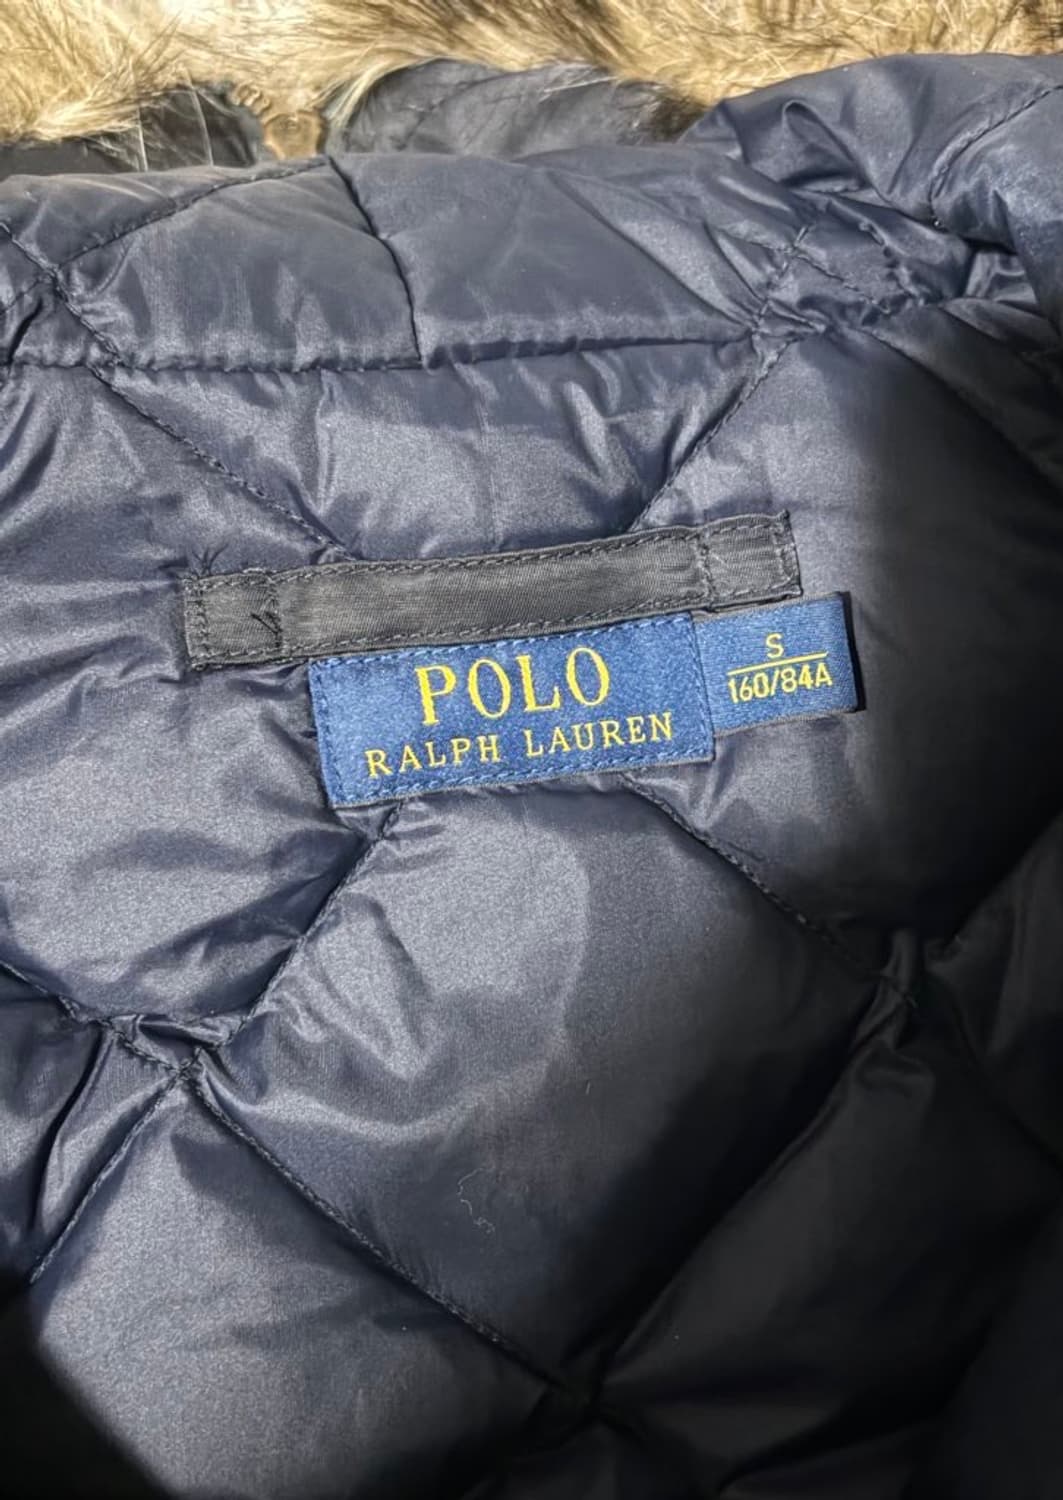 POLO
RALPH LAUREN
S
160/84A